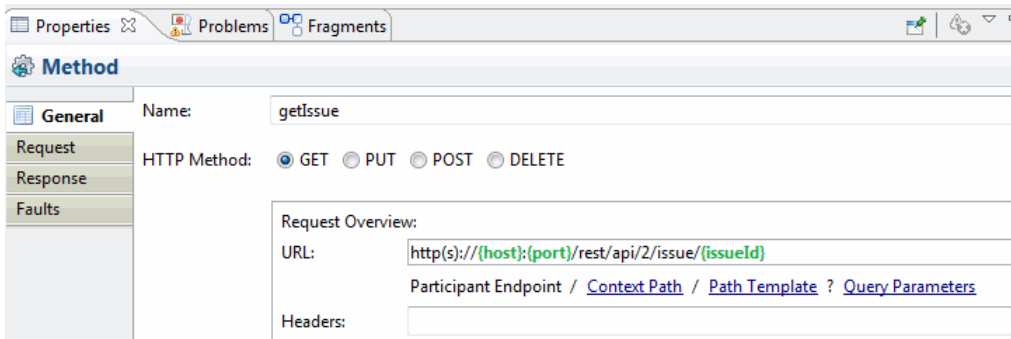 Properties Problems Fragments
Method
General
Name: getIssue
Request
HTTP Method: GET PUT POST DELETE
Response
Faults
Request Overview:
URL: http(s)://{host}:{port}/rest/api/2/issue/{issueId}
Participant Endpoint / Context Path / Path Template ? Query Parameters
Headers: